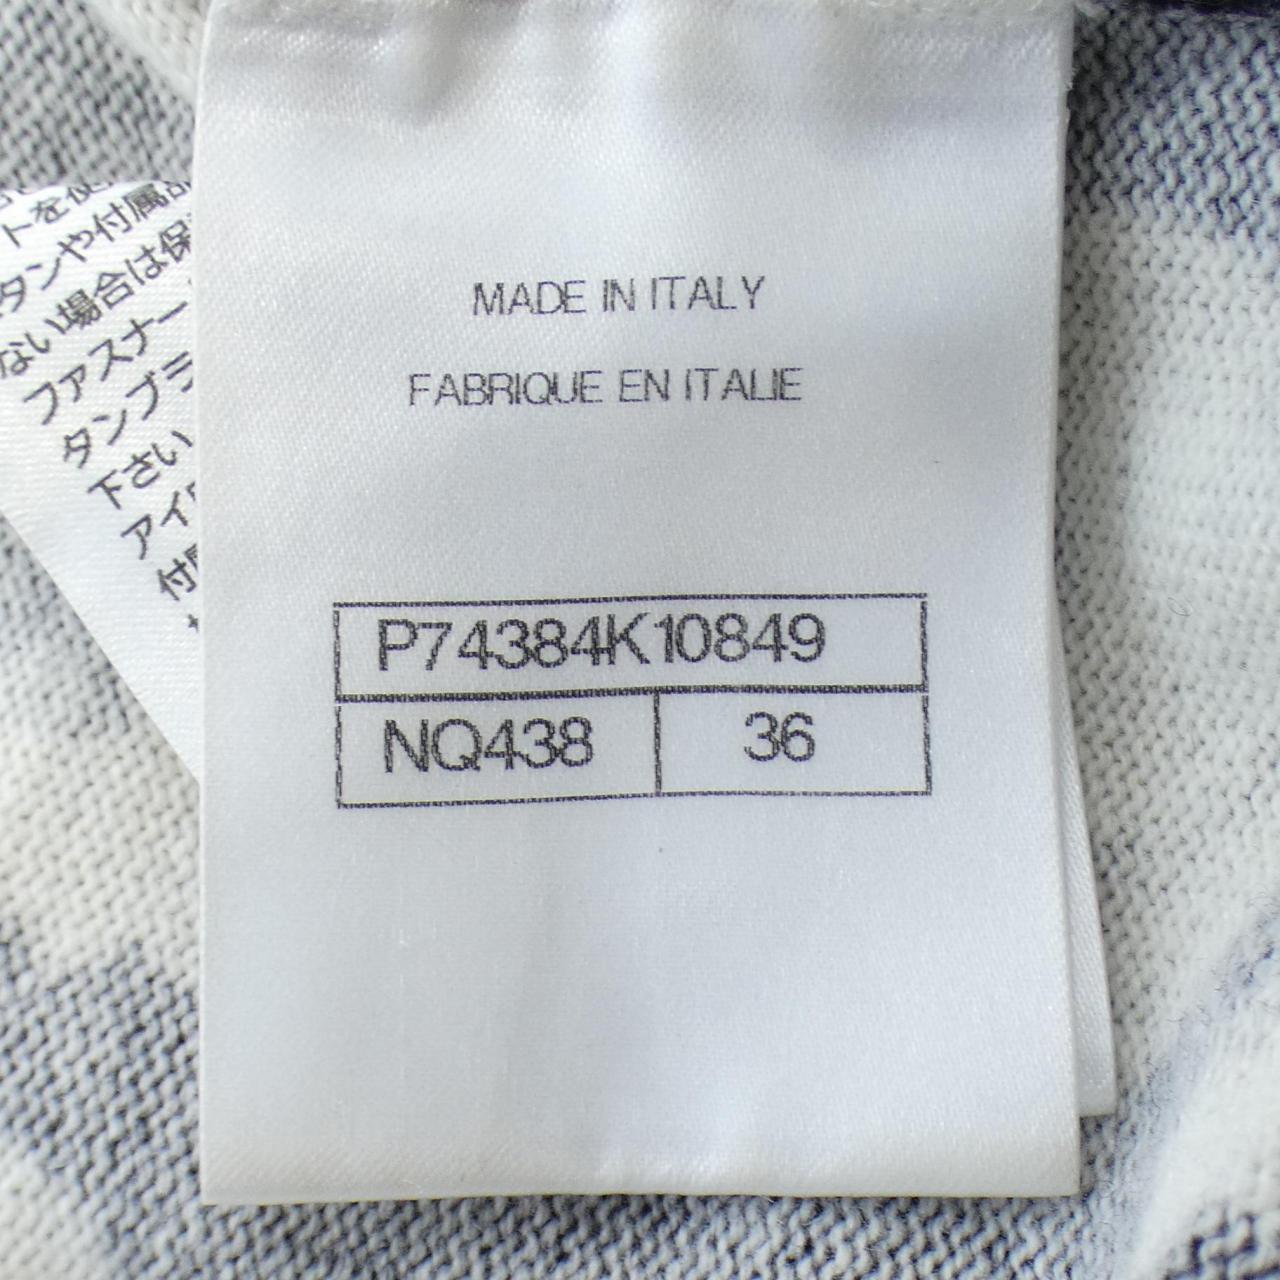 MADE IN ITALY
FABRIQUE EN ITALIE
P74384K10849
NQ438 36
トを使
タンや付属
ない場合は保
ファスナー
タンブラ
下さい
アイ
付